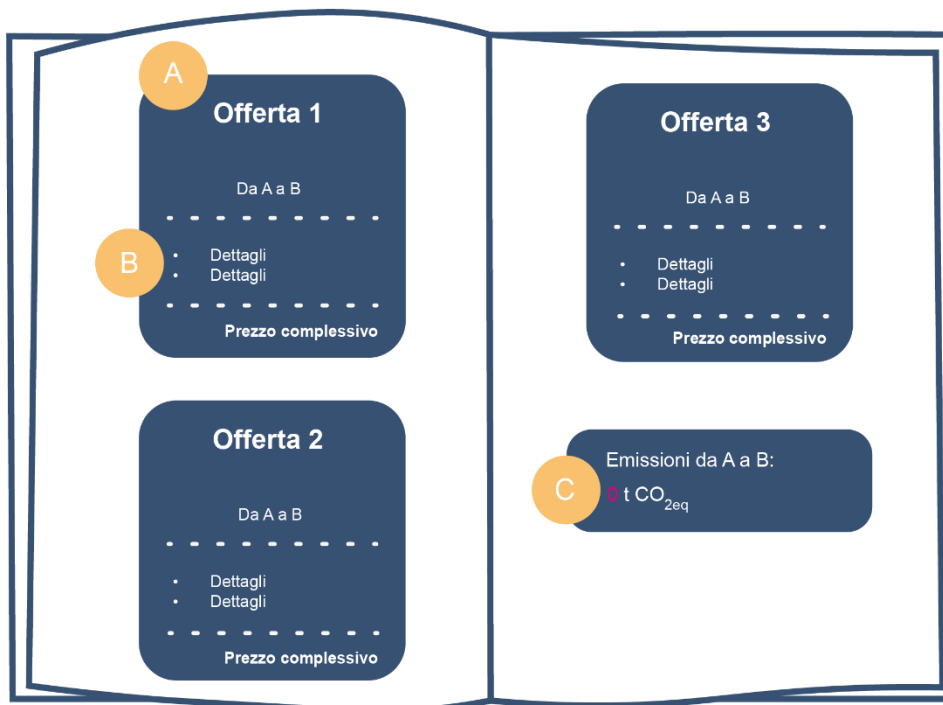 A
Offerta 1
Da A a B
B
• Dettagli
• Dettagli
Prezzo complessivo
Offerta 2
Da A a B
• Dettagli
• Dettagli
Prezzo complessivo
Offerta 3
Da A a B
• Dettagli
• Dettagli
Prezzo complessivo
C
Emissioni da A a B:
0 t CO2eq